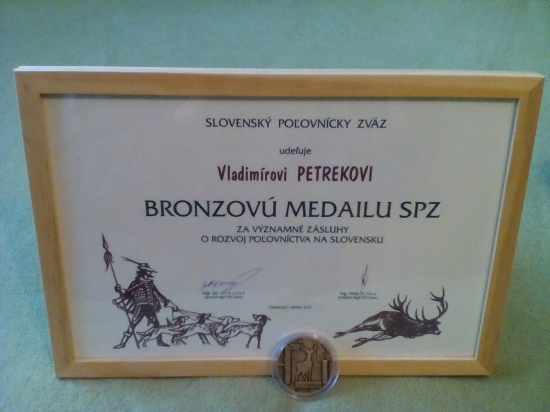 SLOVENSKÝ POĽOVNÍCKY ZVÄZ
udeľuje
Vladimírovi PETREKOVI
BRONZOVÚ MEDAILU SPZ
ZA VÝZNAMNÉ ZÁSLUHY
O ROZVOJ POĽOVNÍCTVA NA SLOVENSKU